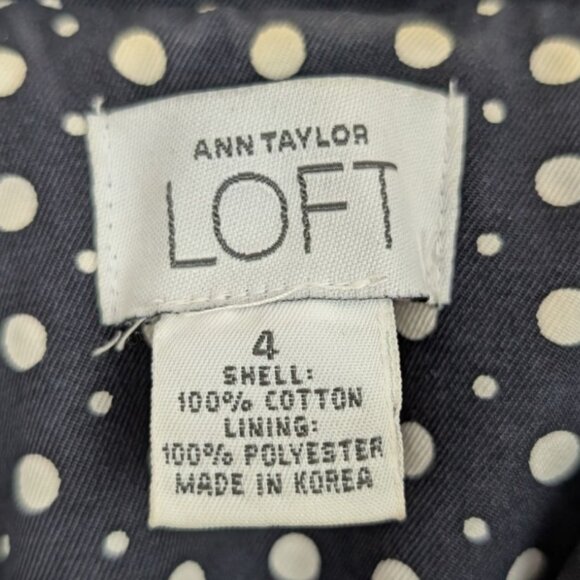 ANN TAYLOR
LOFT
4
SHELL:
100% COTTON
LINING:
100% POLYESTER
MADE IN KOREA